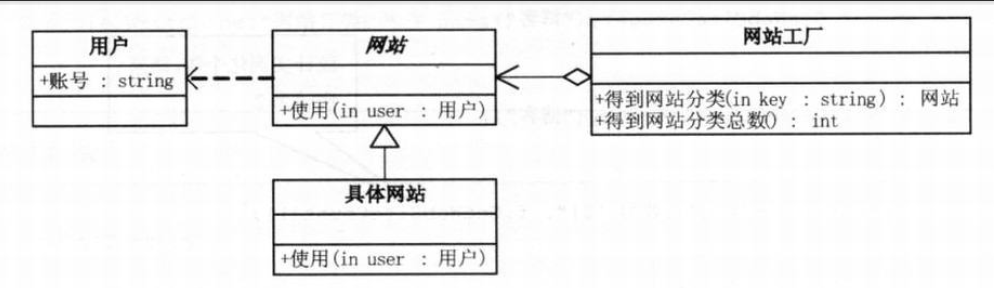 用户
+账号 : string
网站
+使用(in user : 用户)
网站工厂
+得到网站分类(in key : string) : 网站
+得到网站分类总数() : int
具体网站
+使用(in user : 用户)